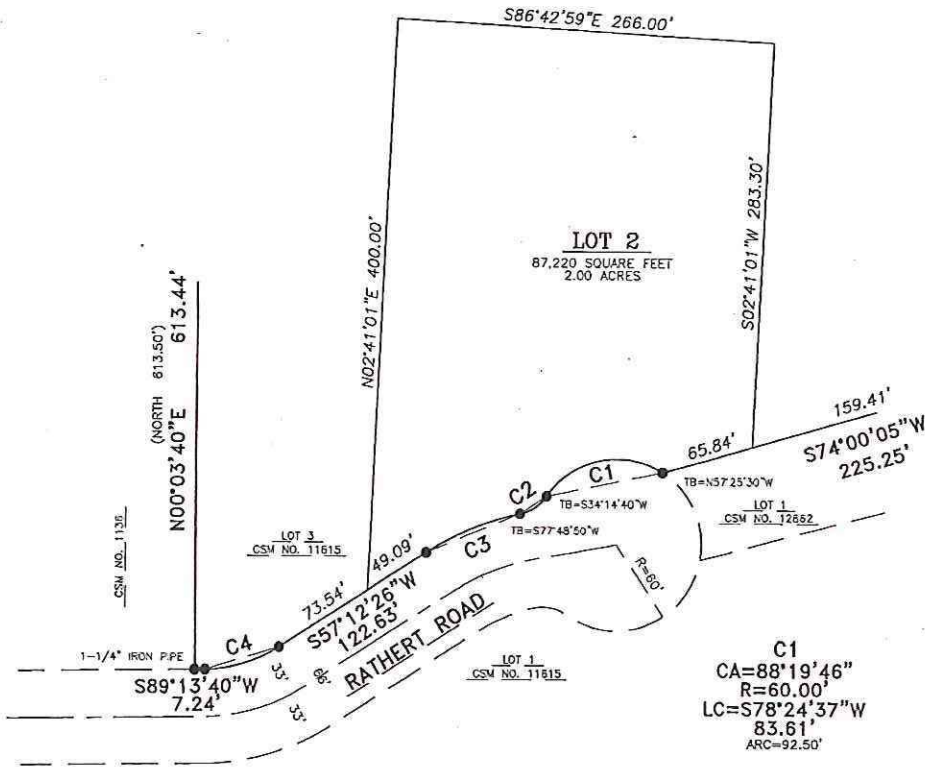 S86°42'59"E 266.00'
N02°41'01"E 400.00'
LOT 2
87,220 SQUARE FEET
2.00 ACRES
S02°41'01"W 283.30'
(NORTH 613.50')
N00°03'40"E 613.44'
CSM NO. 1136
159.41'
65.84'
S74°00'05"W
225.25'
C1
TB=N57°25'30"W
C2
TB=S34°14'40"W
TB=S77°48'50"W
C3
LOT 1
CSM NO. 12662
LOT 3
CSM NO. 11615
49.09'
73.54'
S57°12'26"W
122.63'
R=60'
C4
1-1/4" IRON PIPE
S89°13'40"W
7.24'
33'
66'
33'
RATHERT ROAD
LOT 1
CSM NO. 11615
C1
CA=88°19'46"
R=60.00'
LC=S78°24'37"W
83.61'
ARC=92.50'